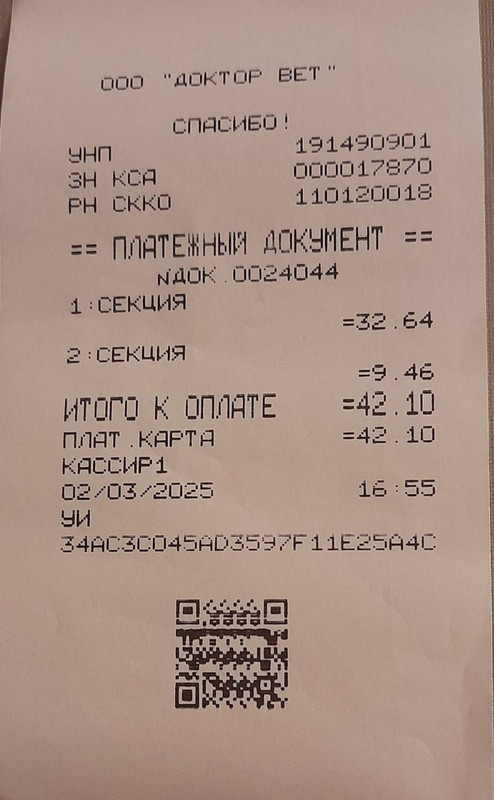 ООО "ДОКТОР ВЕТ"
СПАСИБО!
УНП 191490901
ЗН КСА 000017870
РН СККО 110120018
== ПЛАТЕЖНЫЙ ДОКУМЕНТ ==
NДОК.0024044
1:СЕКЦИЯ
=32.64
2:СЕКЦИЯ
=9.46
ИТОГО К ОПЛАТЕ =42.10
ПЛАТ.КАРТА =42.10
КАССИР1
02/03/2025 16:55
УИ
34AC3C045AD3597F11E25A4C